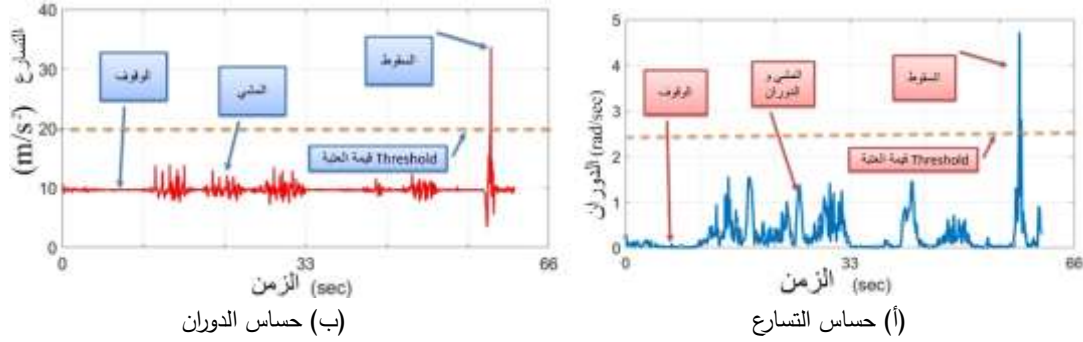 5
4
3
2
1
0
0
33
66
الدوران (rad/sec)
الوقوف
المشي و
الدوران
السقوط
Threshold قيمة العتبة
الزمن (sec)
(أ) حساس التسارع
40
30
20
10
0
0
33
66
التسارع (m/s²)
الوقوف
المشي
السقوط
Threshold قيمة العتبة
الزمن (sec)
(ب) حساس الدوران